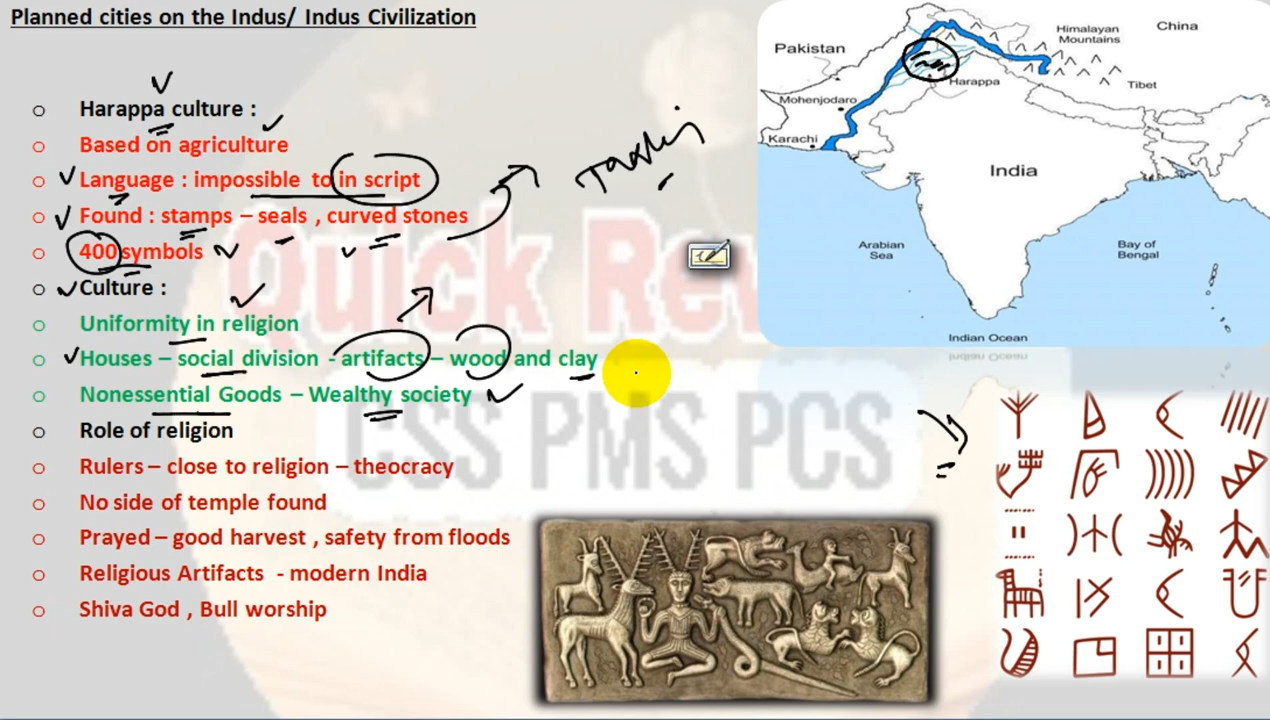 Planned cities on the Indus/ Indus Civilization
Harappa culture :
Based on agriculture
Language : impossible to in script
Found : stamps – seals , curved stones
400 symbols
Culture :
Uniformity in religion
Houses – social division - artifacts – wood and clay
Nonessential Goods – Wealthy society
Role of religion
Rulers – close to religion – theocracy
No side of temple found
Prayed – good harvest , safety from floods
Religious Artifacts - modern India
Shiva God , Bull worship
Pakistan
Himalayan
Mountains
China
Harappa
Tibet
Mohenjodaro
Karachi
India
Arabian
Sea
Bay of
Bengal
Indian Ocean
Quick Rev
CSS PMS PCS